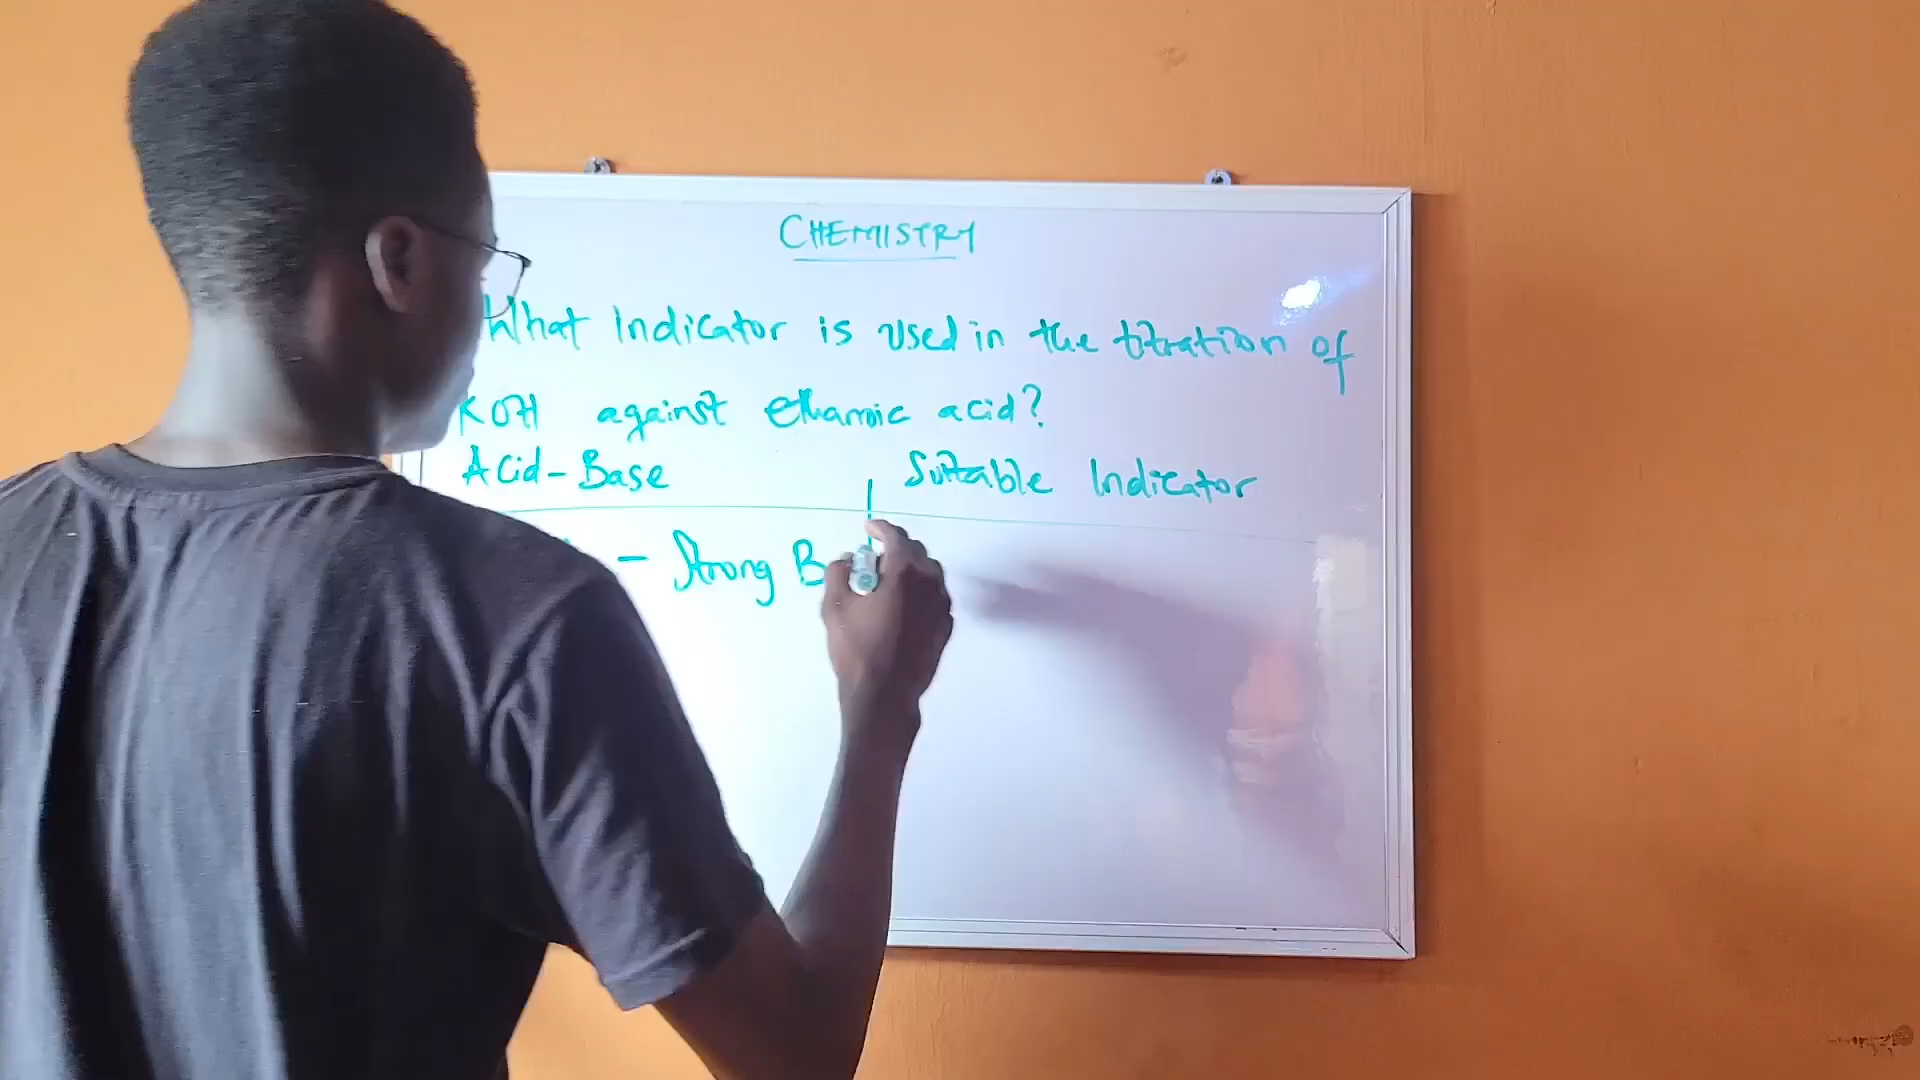 CHEMISTRY
What Indicator is used in the titration of
KOH against ethanoic acid?
Acid-Base Suitable Indicator
- Strong B